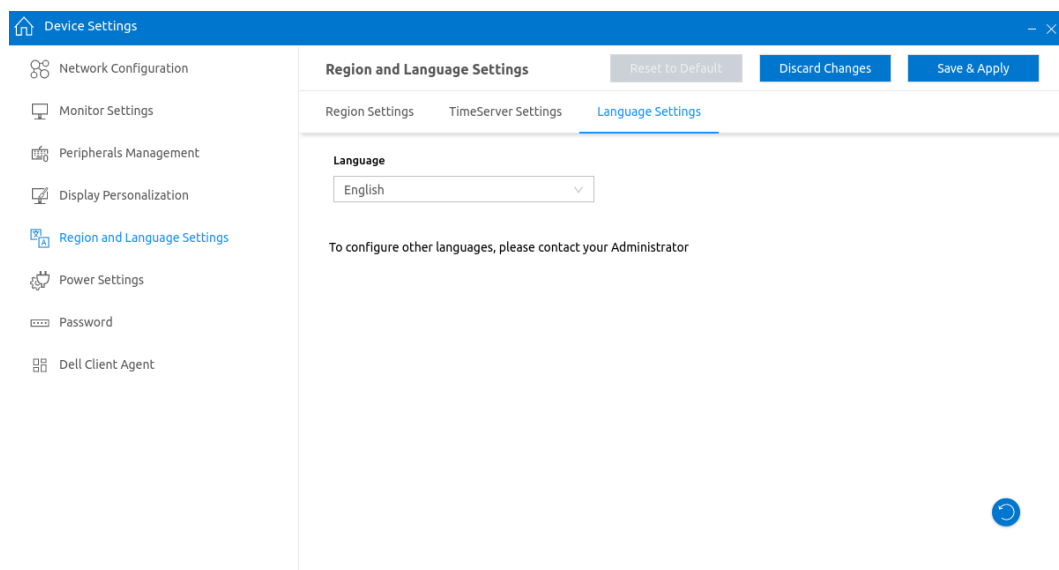 Device Settings
Network Configuration
Monitor Settings
Peripherals Management
Display Personalization
Region and Language Settings
Power Settings
Password
Dell Client Agent
Region and Language Settings
Reset to Default
Discard Changes
Save & Apply
Region Settings
TimeServer Settings
Language Settings
Language
English
To configure other languages, please contact your Administrator